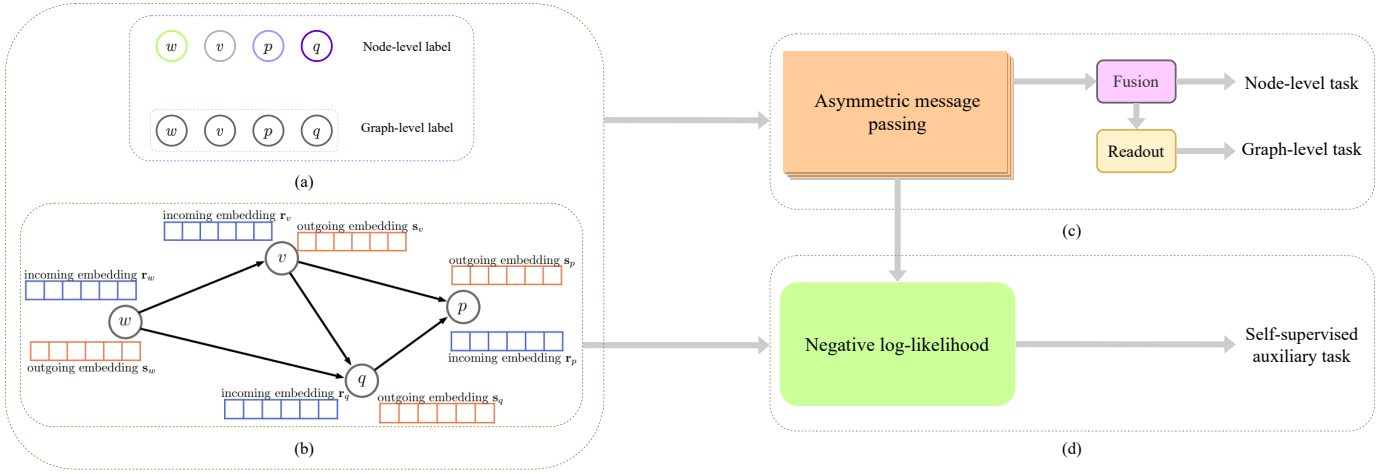 w v p q Node-level label
w v p q Graph-level label
(a)
incoming embedding r_v
outgoing embedding s_v
v
incoming embedding r_w
w
outgoing embedding s_w
outgoing embedding s_p
p
incoming embedding r_p
q
incoming embedding r_q
outgoing embedding s_q
(b)
Asymmetric message
passing
Fusion
Node-level task
Readout
Graph-level task
(c)
Negative log-likelihood
Self-supervised
auxiliary task
(d)